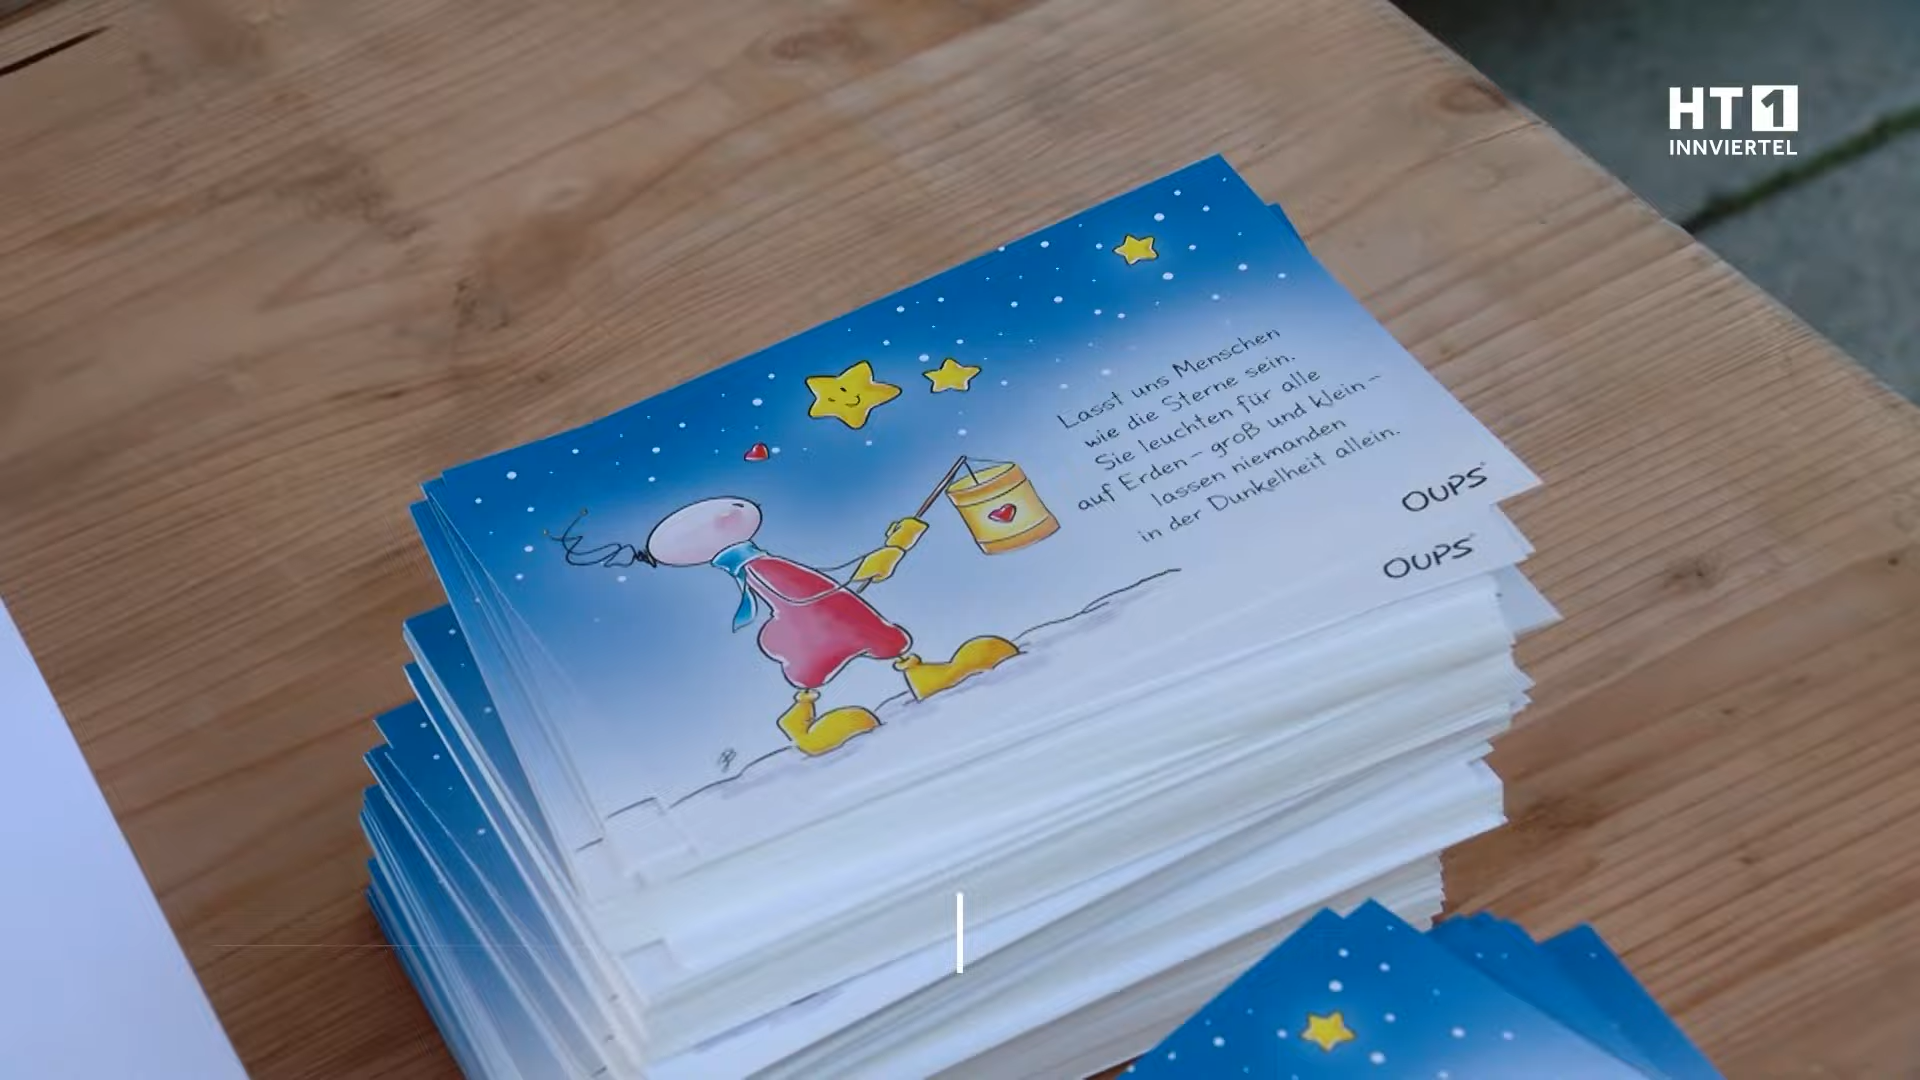 HT1
INNVIERTEL
Lasst uns Menschen
wie die Sterne sein.
Sie leuchten für alle
auf Erden – groß und klein –
lassen niemanden
in der Dunkelheit allein.
OUPS
OUPS